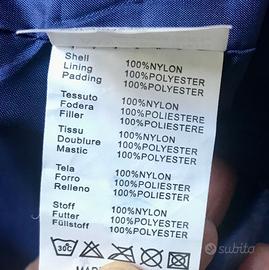 Shell 100%NYLON
Lining 100%POLYESTER
Padding 100%POLYESTER
Tessuto 100%NYLON
Fodera 100%POLIESTERE
Filler 100%POLIESTERE
Tissu 100%NYLON
Doublure 100%POLYESTER
Mastic 100%POLYESTER
Tela 100%NYLON
Forro 100%POLIESTER
Relleno 100%POLIESTER
Stoff 100%NYLON
Futter 100%POLYESTER
Füllstoff 100%POLYESTER
30C
subito